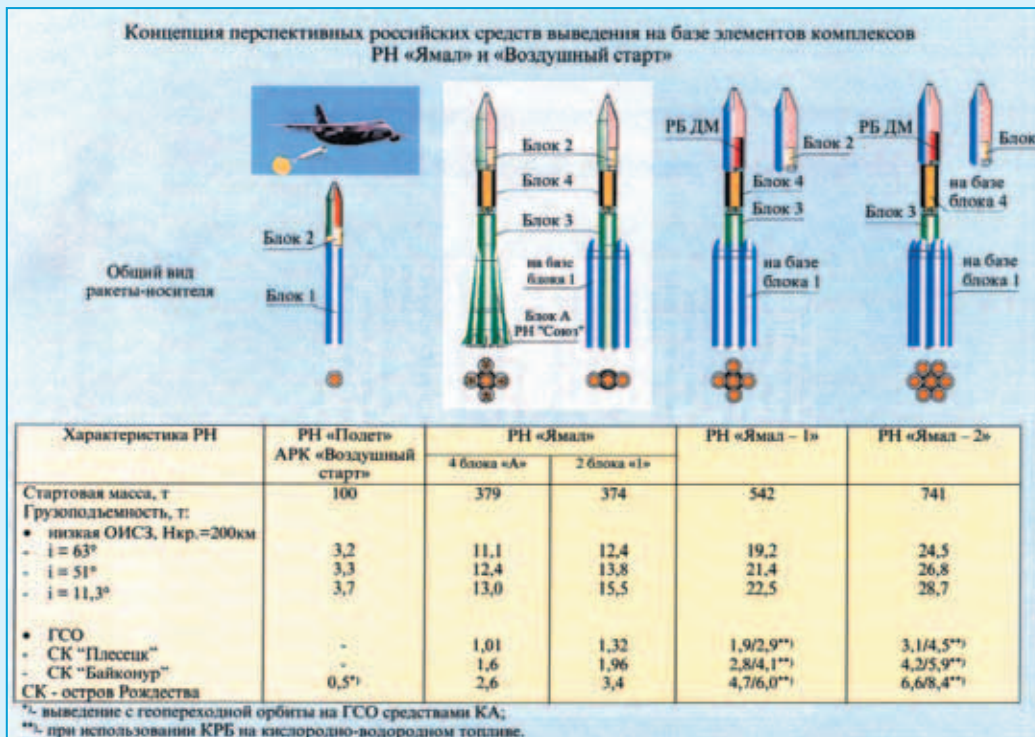 Концепция перспективных российских средств выведения на базе элементов комплексов
РН «Ямал» и «Воздушный старт»
Общий вид
ракеты-носителя
Блок 2
Блок 1
Блок 2
Блок 4
Блок 3
на базе
блока 1
Блок А
РН "Союз"
РБ ДМ
Блок 2
Блок 4
Блок 3
на базе
блока 1
РБ ДМ
Блок
на базе
блока 4
Блок 3
на базе
блока 1
Характеристика РН РН «Полет» РН «Ямал» РН «Ямал – 1» РН «Ямал – 2»
АРК «Воздушный
старт» 4 блока «А» 2 блока «1»
Стартовая масса, т 100 379 374 542 741
Грузоподъемность, т:
• низкая ОИСЗ, Нкр.=200км
- i = 63° 3,2 11,1 12,4 19,2 24,5
- i = 51° 3,3 12,4 13,8 21,4 26,8
- i = 11,3° 3,7 13,0 15,5 22,5 28,7
• ГСО
- СК "Плесецк" - 1,01 1,32 1,9/2,9**) 3,1/4,5**)
- СК "Байконур" - 1,6 1,96 2,8/4,1**) 4,2/5,9**)
СК - остров Рождества 0,5*) 2,6 3,4 4,7/6,0**) 6,6/8,4**)
*)- выведение с геопереходной орбиты на ГСО средствами КА;
**)- при использовании КРБ на кислородно-водородном топливе.